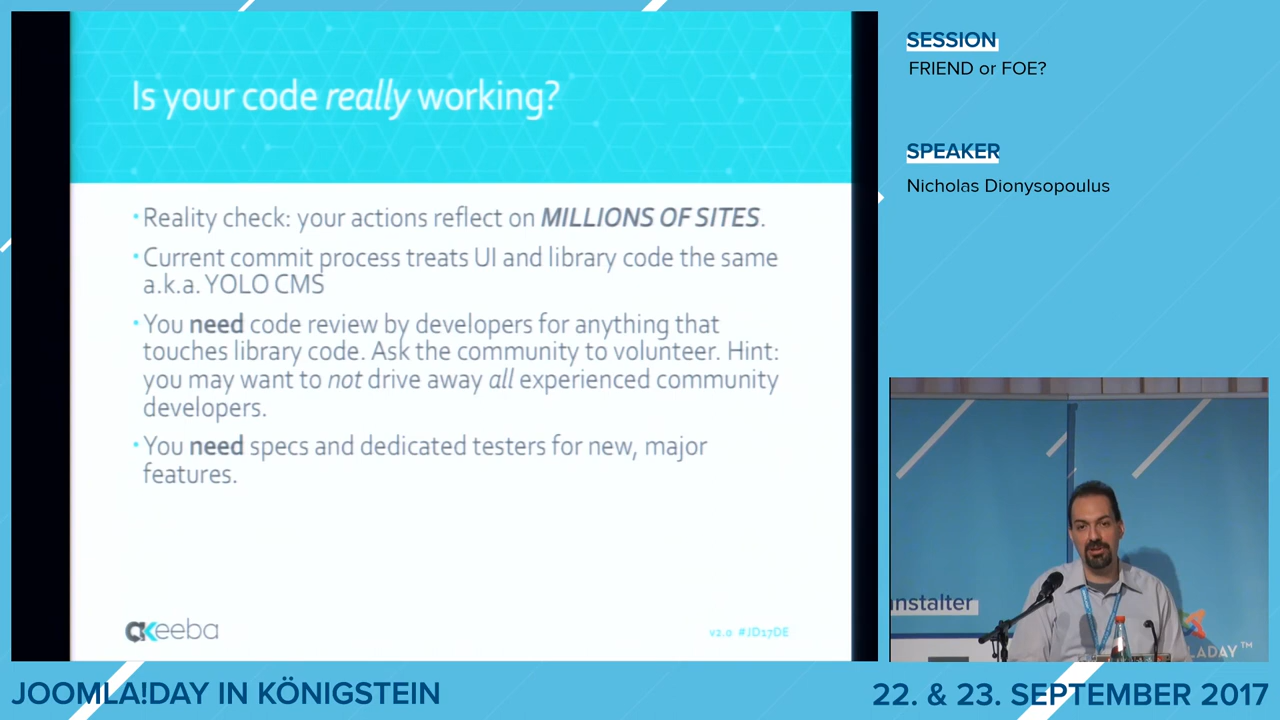 Is your code really working?
• Reality check: your actions reflect on MILLIONS OF SITES.
• Current commit process treats UI and library code the same
a.k.a. YOLO CMS
• You need code review by developers for anything that
touches library code. Ask the community to volunteer. Hint:
you may want to not drive away all experienced community
developers.
• You need specs and dedicated testers for new, major
features.
akeeba
v2.0 #JD17DE
SESSION
FRIEND or FOE?
SPEAKER
Nicholas Dionysopoulus
nstalter
LADAY™
JOOMLA!DAY IN KÖNIGSTEIN
22. & 23. SEPTEMBER 2017